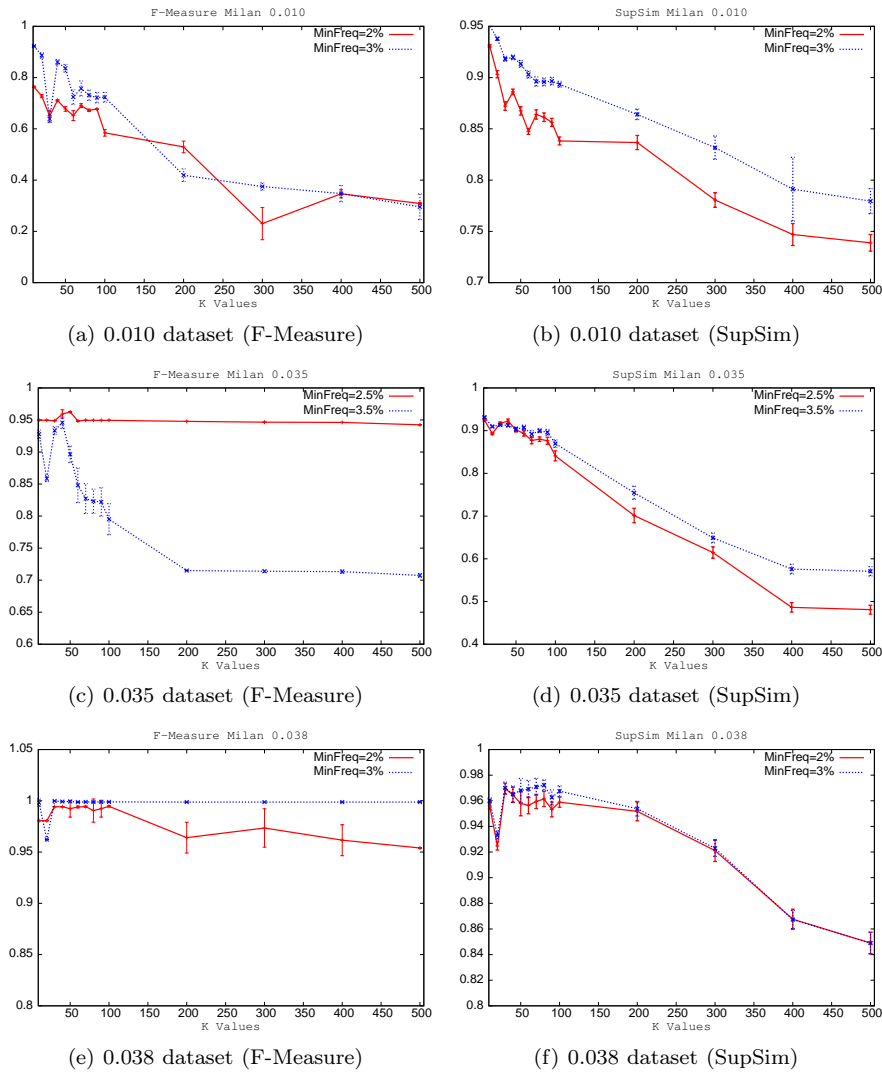 F-Measure Milan 0.010
MinFreq=2%
MinFreq=3%
1
0.8
0.6
0.4
0.2
0
50 100 150 200 250 300 350 400 450 500
K Values
(a) 0.010 dataset (F-Measure)
SupSim Milan 0.010
MinFreq=2%
MinFreq=3%
0.95
0.9
0.85
0.8
0.75
0.7
50 100 150 200 250 300 350 400 450 500
K Values
(b) 0.010 dataset (SupSim)
F-Measure Milan 0.035
MinFreq=2.5%
MinFreq=3.5%
1
0.95
0.9
0.85
0.8
0.75
0.7
0.65
0.6
50 100 150 200 250 300 350 400 450 500
K Values
(c) 0.035 dataset (F-Measure)
SupSim Milan 0.035
MinFreq=2.5%
MinFreq=3.5%
1
0.9
0.8
0.7
0.6
0.5
0.4
50 100 150 200 250 300 350 400 450 500
K Values
(d) 0.035 dataset (SupSim)
F-Measure Milan 0.038
MinFreq=2%
MinFreq=3%
1.05
1
0.95
0.9
0.85
0.8
50 100 150 200 250 300 350 400 450 500
K Values
(e) 0.038 dataset (F-Measure)
SupSim Milan 0.038
MinFreq=2%
MinFreq=3%
0.98
0.96
0.94
0.92
0.9
0.88
0.86
0.84
0.82
0.8
50 100 150 200 250 300 350 400 450 500
K Values
(f) 0.038 dataset (SupSim)